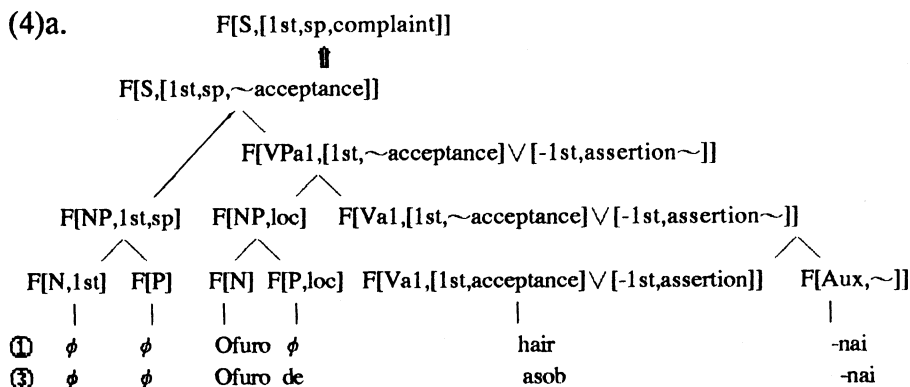 (4)a. F[S,[1st,sp,complaint]]
⇑
F[S,[1st,sp,～acceptance]]
F[VPa1,[1st,～acceptance]∨[-1st,assertion～]]
F[NP,1st,sp] F[NP,loc] F[Va1,[1st,～acceptance]∨[-1st,assertion～]]
F[N,1st] F[P] F[N] F[P,loc] F[Va1,[1st,acceptance]∨[-1st,assertion]] F[Aux,～]]
① ϕ ϕ Ofuro ϕ hair -nai
③ ϕ ϕ Ofuro de asob -nai